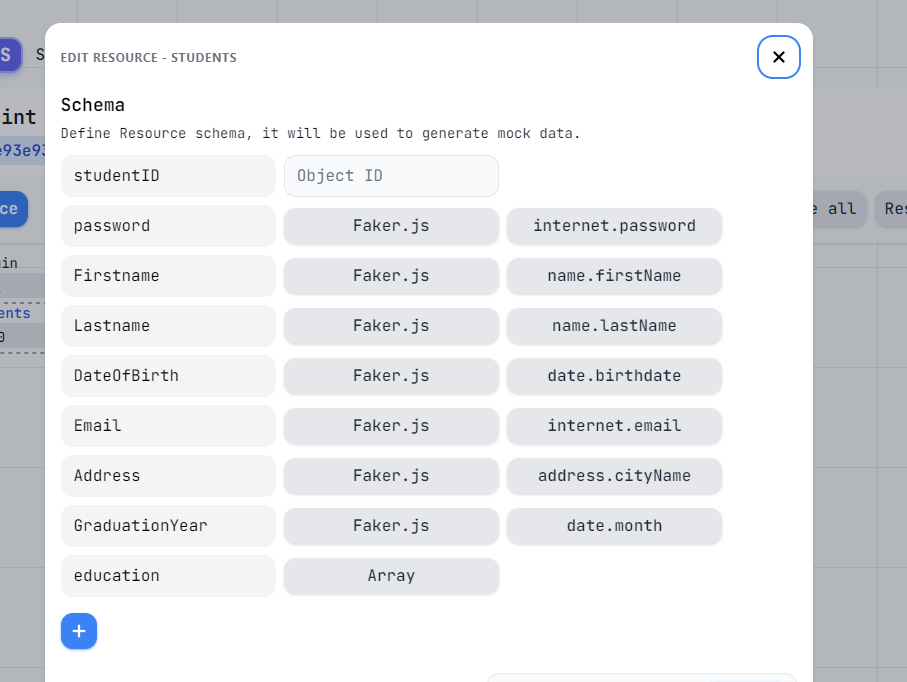 S S
EDIT RESOURCE - STUDENTS
Schema
int
Define Resource schema, it will be used to generate mock data.
e93e93
studentID Object ID
ce e all Res
password Faker.js internet.password
in
Firstname Faker.js name.firstName
ents
Lastname Faker.js name.lastName
0
DateOfBirth Faker.js date.birthdate
Email Faker.js internet.email
Address Faker.js address.cityName
GraduationYear Faker.js date.month
education Array
+